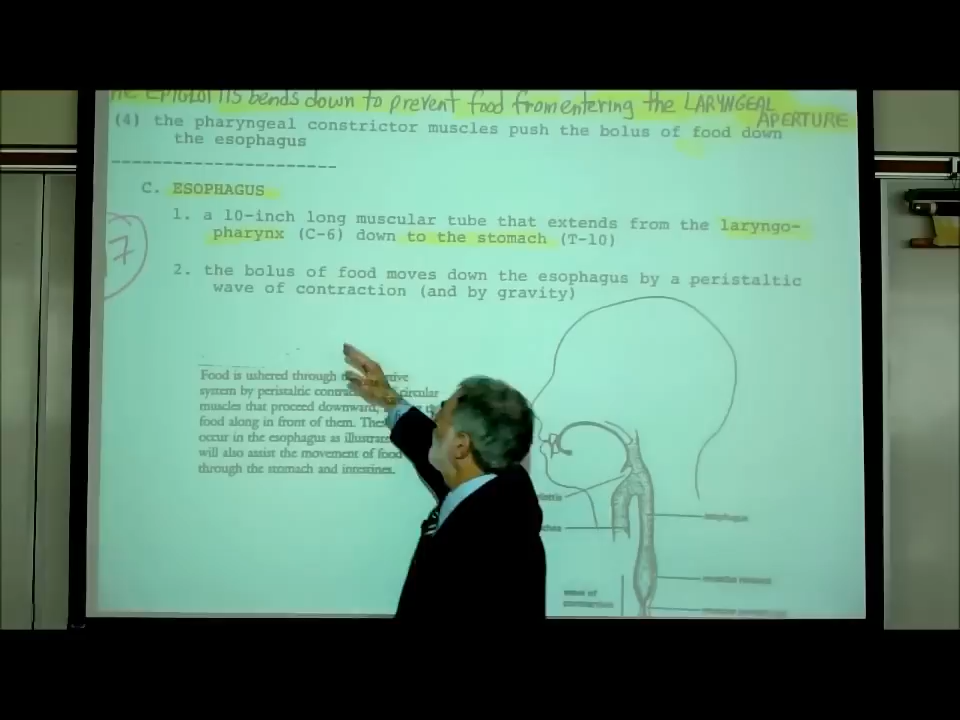 THE EPIGLOTTIS bends down to prevent food from entering the LARYNGEAL
APERTURE
(4) the pharyngeal constrictor muscles push the bolus of food down
the esophagus
C. ESOPHAGUS
1. a 10-inch long muscular tube that extends from the laryngo-
pharynx (C-6) down to the stomach (T-10)
7
2. the bolus of food moves down the esophagus by a peristaltic
wave of contraction (and by gravity)
Food is ushered through
system by peristaltic circular
muscles that proceed downward,
food along in front of them.
occur in the esophagus as
will also assist the movement of food
through the stomach and intestines.
esophagus
wave of
contraction